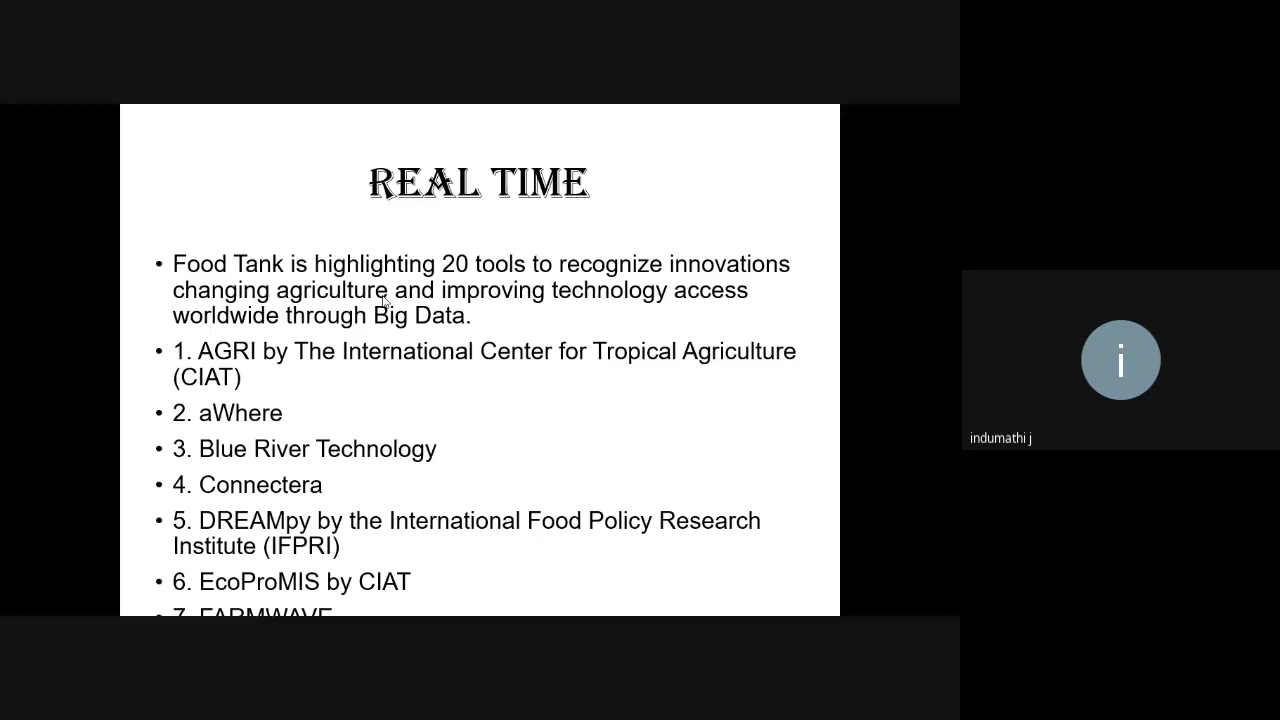 REAL TIME
• Food Tank is highlighting 20 tools to recognize innovations
changing agriculture and improving technology access
worldwide through Big Data.
• 1. AGRI by The International Center for Tropical Agriculture
(CIAT)
• 2. aWhere
• 3. Blue River Technology
• 4. Connectera
• 5. DREAMpy by the International Food Policy Research
Institute (IFPRI)
• 6. EcoProMIS by CIAT
• 7. FARMWAVE
i
indumathi j